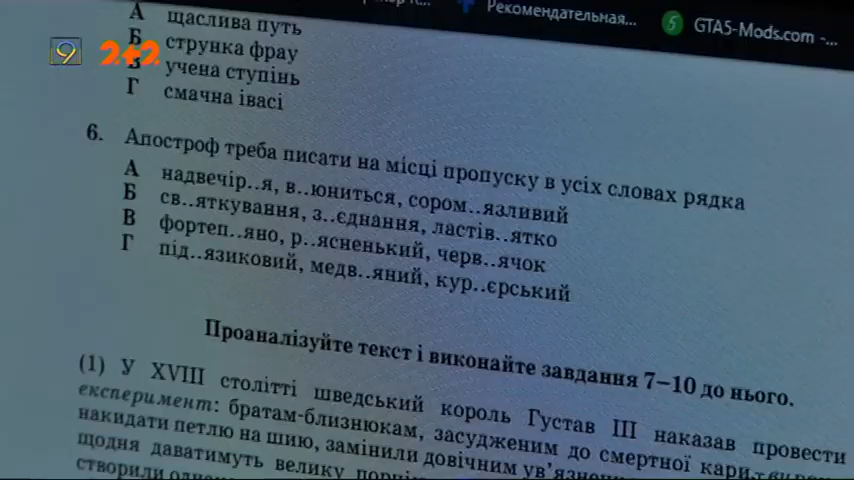 Рекомендательная...
GTA5-Mods.com -...
9 2+2
А щаслива путь
Б струнка фрау
В учена ступінь
Г смачна івасі
6. Апостроф треба писати на місці пропуску в усіх словах рядка
А надвечір..я, в..юниться, сором..язливий
Б св..яткування, з..єднання, ластів..ятко
В фортеп..яно, р..ясненький, черв..ячок
Г під..язиковий, медв..яний, кур..єрський
Проаналізуйте текст і виконайте завдання 7–10 до нього.
(1) У XVIII столітті шведський король Густав III наказав провести
експеримент: братам-близнюкам, засудженим до смертної кари,
накидати петлю на шию, замінили довічним
щодня даватимуть велику порцію
створили